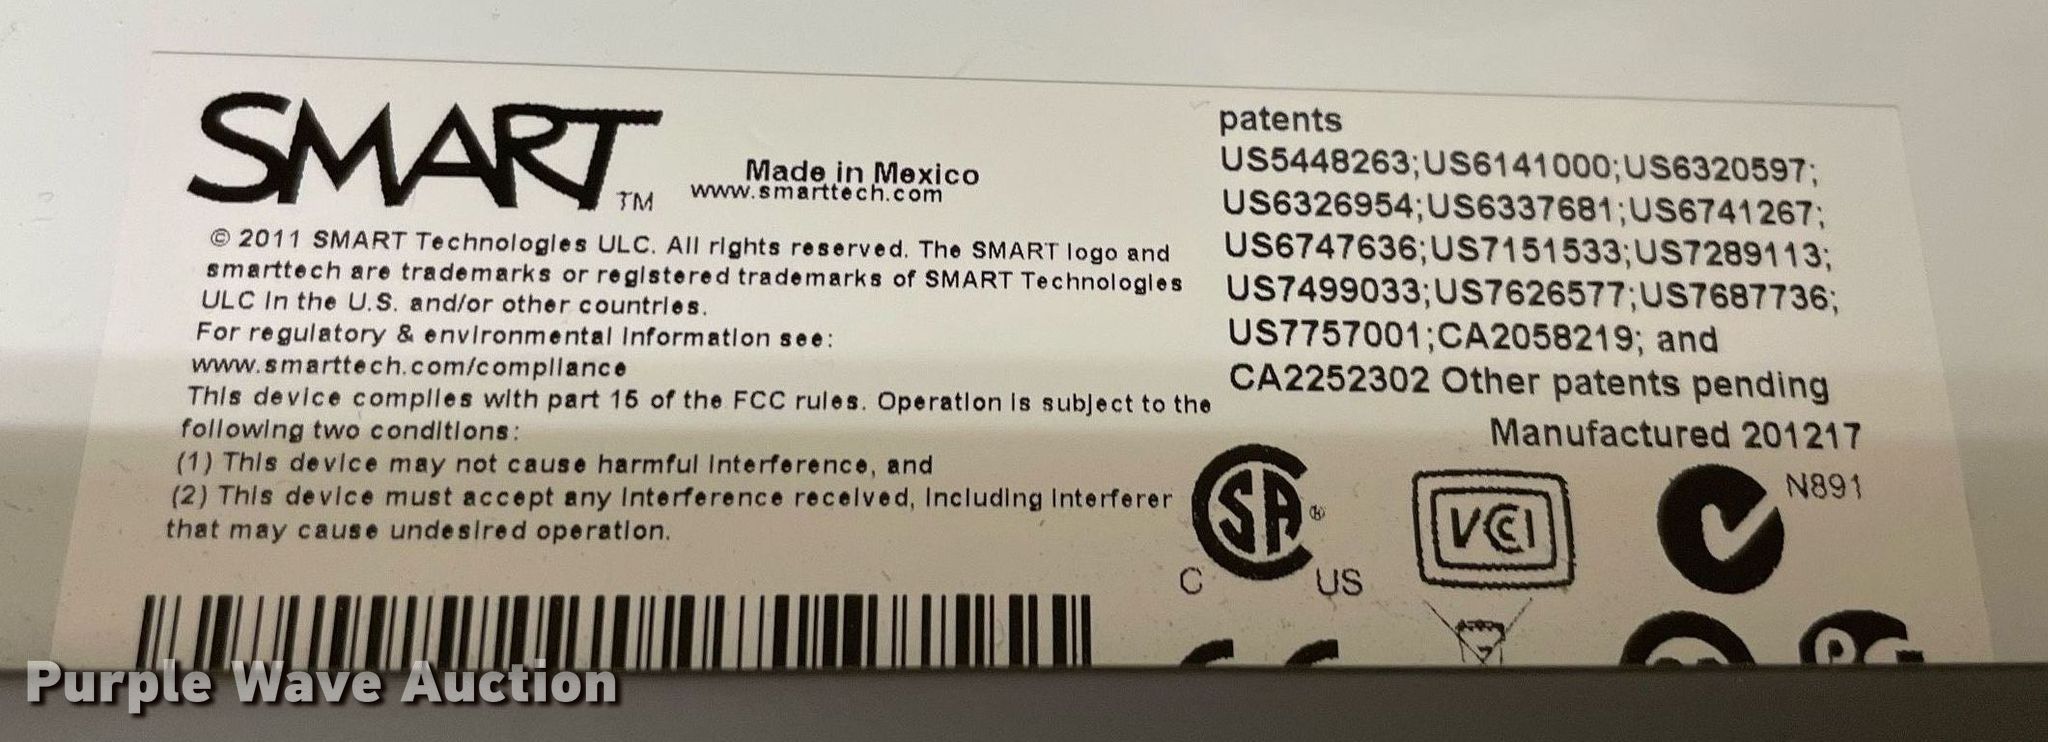 SMART
TM
Made in Mexico
www.smarttech.com
© 2011 SMART Technologies ULC. All rights reserved. The SMART logo and
smarttech are trademarks or registered trademarks of SMART Technologies
ULC in the U.S. and/or other countries.
For regulatory & environmental information see:
www.smarttech.com/compliance
This device complies with part 15 of the FCC rules. Operation is subject to the
following two conditions:
(1) This device may not cause harmful interference, and
(2) This device must accept any interference received, including interferer
that may cause undesired operation.
patents
US5448263;US6141000;US6320597;
US6326954;US6337681;US6741267;
US6747636;US7151533;US7289113;
US7499033;US7626577;US7687736;
US7757001;CA2058219; and
CA2252302 Other patents pending
Manufactured 201217
SA ®
C US
VCCI
N891
Purple Wave Auction